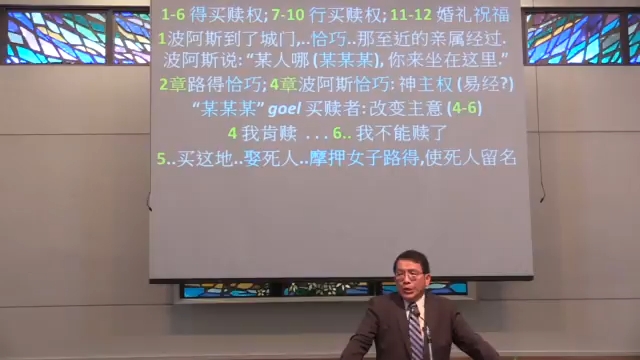 1-6 得买赎权; 7-10 行买赎权; 11-12 婚礼祝福
1波阿斯到了城门,..恰巧..那至近的亲属经过.
波阿斯说: “某人哪 (某某某), 你来坐在这里.”
2章路得恰巧; 4章波阿斯恰巧: 神主权 (易经?)
“某某某” goel 买赎者: 改变主意 (4-6)
4 我肯赎 ... 6.. 我不能赎了
5..买这地..娶死人..摩押女子路得,使死人留名